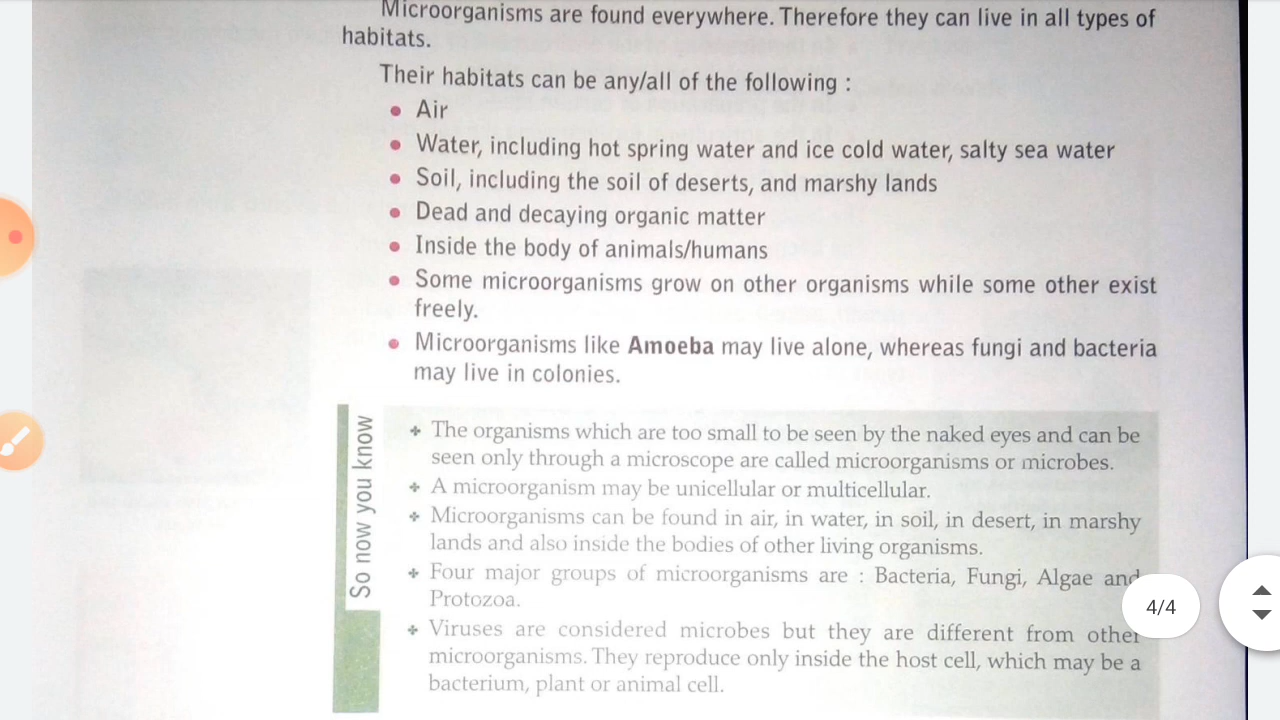 Microorganisms are found everywhere. Therefore they can live in all types of
habitats.
Their habitats can be any/all of the following :
• Air
• Water, including hot spring water and ice cold water, salty sea water
• Soil, including the soil of deserts, and marshy lands
• Dead and decaying organic matter
• Inside the body of animals/humans
• Some microorganisms grow on other organisms while some other exist
freely.
• Microorganisms like Amoeba may live alone, whereas fungi and bacteria
may live in colonies.
So now you know
✤ The organisms which are too small to be seen by the naked eyes and can be
seen only through a microscope are called microorganisms or microbes.
✤ A microorganism may be unicellular or multicellular.
✤ Microorganisms can be found in air, in water, in soil, in desert, in marshy
lands and also inside the bodies of other living organisms.
✤ Four major groups of microorganisms are : Bacteria, Fungi, Algae and
Protozoa.
✤ Viruses are considered microbes but they are different from other
microorganisms. They reproduce only inside the host cell, which may be a
bacterium, plant or animal cell.
4/4